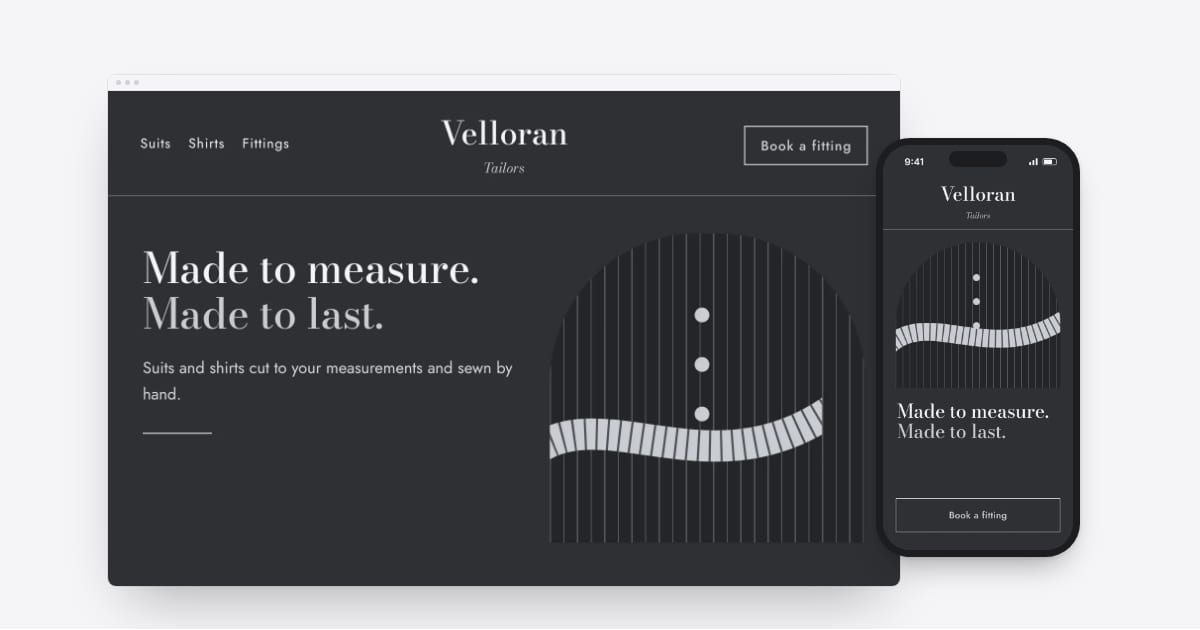 Suits Shirts Fittings
Velloran
Tailors
Book a fitting
Made to measure.
Made to last.
Suits and shirts cut to your measurements and sewn by
hand.
9:41
Velloran
Tailors
Made to measure.
Made to last.
Book a fitting